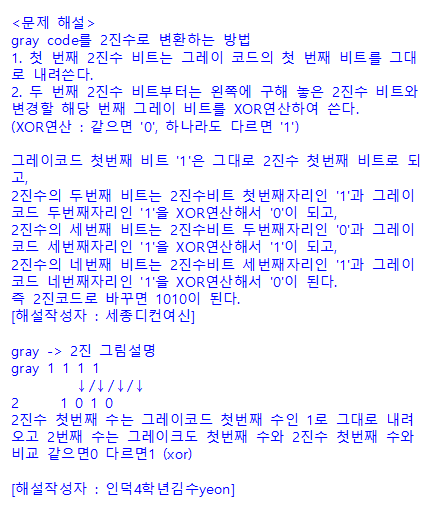 <문제 해설>
gray code를 2진수로 변환하는 방법
1. 첫 번째 2진수 비트는 그레이 코드의 첫 번째 비트를 그대
로 내려쓴다.
2. 두 번째 2진수 비트부터는 왼쪽에 구해 놓은 2진수 비트와
변경할 해당 번째 그레이 비트를 XOR연산하여 쓴다.
(XOR연산 : 같으면 '0', 하나라도 다르면 '1')
그레이코드 첫번째 비트 '1'은 그대로 2진수 첫번째 비트로 되
고,
2진수의 두번째 비트는 2진수비트 첫번째자리인 '1'과 그레이
코드 두번째자리인 '1'을 XOR연산해서 '0'이 되고,
2진수의 세번째 비트는 2진수비트 두번째자리인 '0'과 그레이
코드 세번째자리인 '1'을 XOR연산해서 '1'이 되고,
2진수의 네번째 비트는 2진수비트 세번째자리인 '1'과 그레이
코드 네번째자리인 '1'을 XOR연산해서 '0'이 된다.
즉 2진코드로 바꾸면 1010이 된다.
[해설작성자 : 세종디컨여신]
gray -> 2진 그림설명
gray 1 1 1 1
↓/↓/↓/↓
2 1 0 1 0
2진수 첫번째 수는 그레이코드 첫번째 수인 1로 그대로 내려
오고 2번째 수는 그레이크도 첫번째 수와 2진수 첫번째 수와
비교 같으면0 다르면1 (xor)
[해설작성자 : 인덕4학년김수yeon]